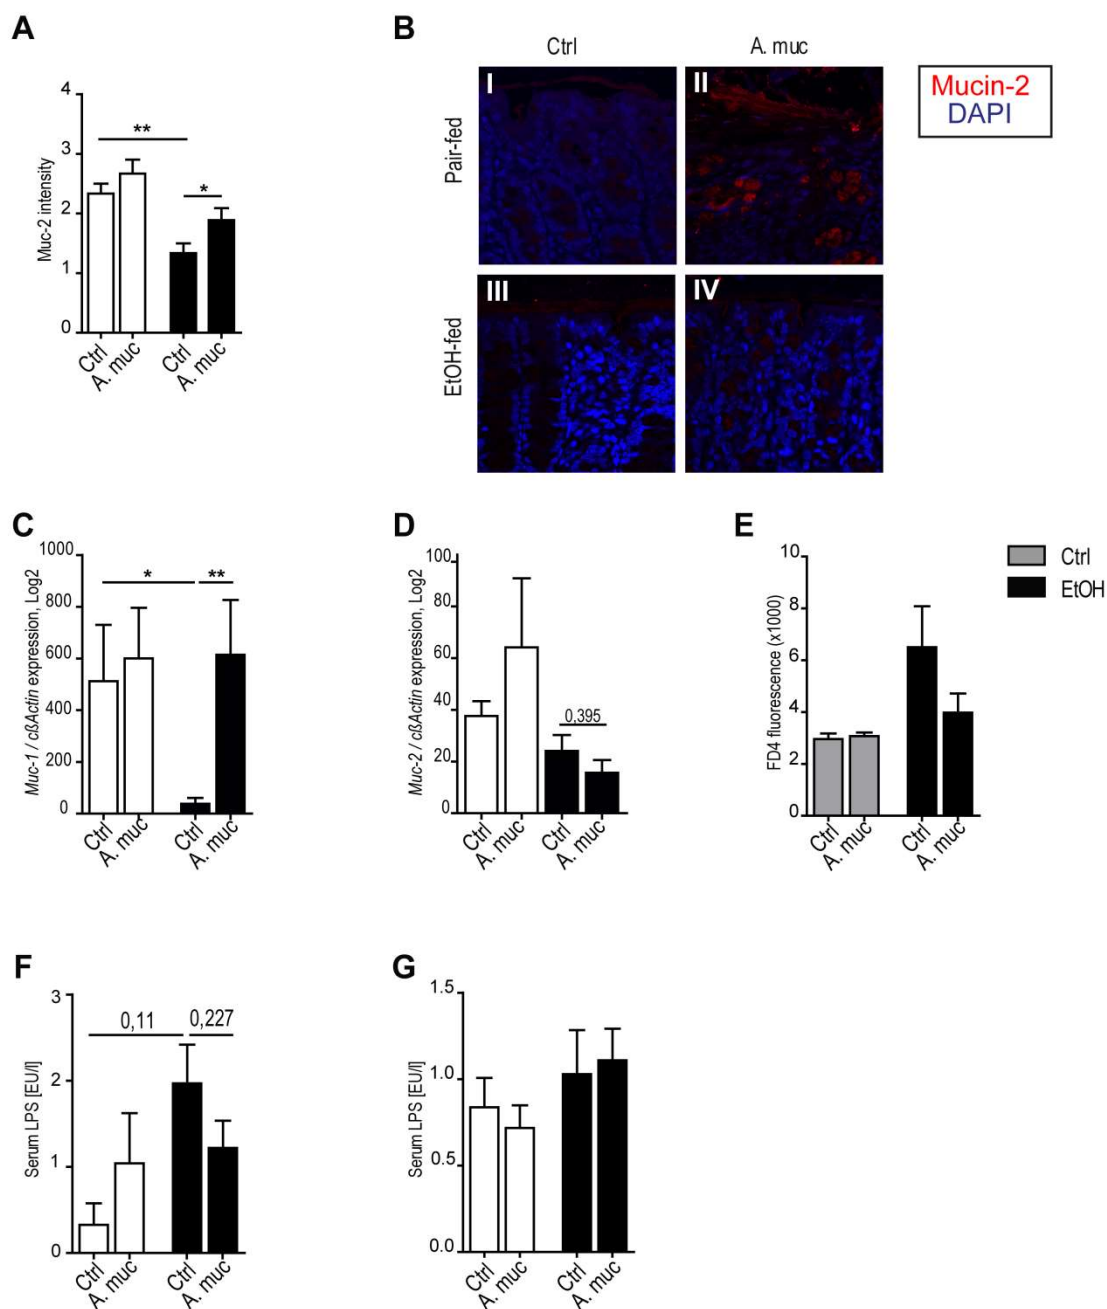 A
Muc-2 intensity
4
3
2
1
0
**
*
Ctrl
A. muc
Ctrl
A. muc
B
Ctrl
A. muc
Pair-fed
EtOH-fed
I
II
III
IV
Mucin-2
DAPI
C
Muc-1 / cßActin expression, Log2
1000
800
600
400
200
0
*
**
Ctrl
A. muc
Ctrl
A. muc
D
Muc-2 / cßActin expression, Log2
100
80
60
40
20
0
0,395
Ctrl
A. muc
Ctrl
A. muc
E
FD4 fluorescence (x1000)
10
8
6
4
2
0
Ctrl
A. muc
Ctrl
A. muc
Ctrl
EtOH
F
Serum LPS [EU/l]
3
2
1
0
0,11
0,227
Ctrl
A. muc
Ctrl
A. muc
G
Serum LPS [EU/l]
1.5
1.0
0.5
0.0
Ctrl
A. muc
Ctrl
A. muc